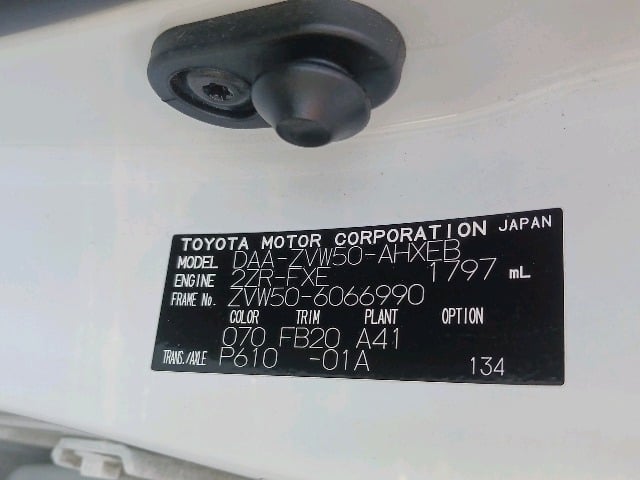 TOYOTA MOTOR CORPORATION JAPAN
MODEL DAA-ZVW50-AHXEB
ENGINE 2ZR-FXE 1797 mL
FRAME No. ZVW50-6066990
COLOR TRIM PLANT OPTION
070 FB20 A41
TRANS./AXLE P610 -01A 134